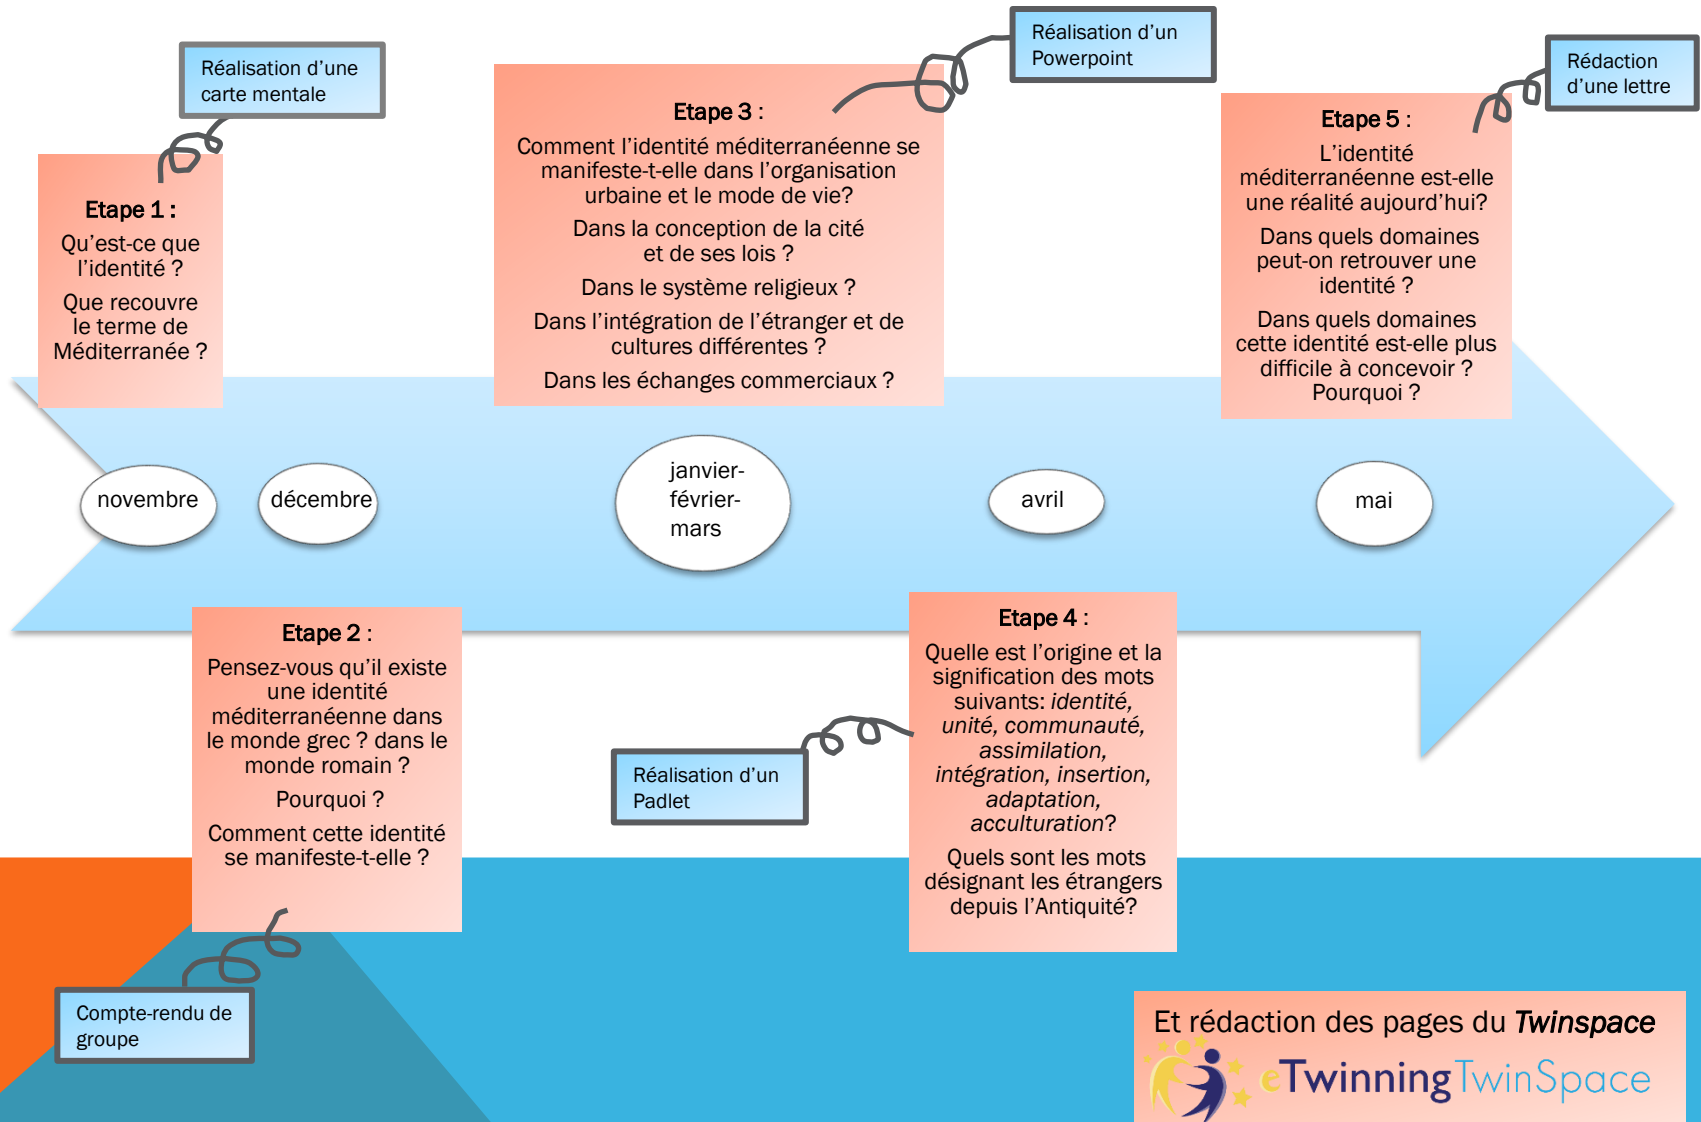 Réalisation d’une
carte mentale
Etape 1 :
Qu’est-ce que
l’identité ?
Que recouvre
le terme de
Méditerranée ?
Réalisation d’un
Powerpoint
Etape 3 :
Comment l’identité méditerranéenne se
manifeste-t-elle dans l’organisation
urbaine et le mode de vie?
Dans la conception de la cité
et de ses lois ?
Dans le système religieux ?
Dans l’intégration de l’étranger et de
cultures différentes ?
Dans les échanges commerciaux ?
Rédaction
d’une lettre
Etape 5 :
L’identité
méditerranéenne est-elle
une réalité aujourd’hui?
Dans quels domaines
peut-on retrouver une
identité ?
Dans quels domaines
cette identité est-elle plus
difficile à concevoir ?
Pourquoi ?
novembre
décembre
janvier-
février-
mars
avril
mai
Etape 2 :
Pensez-vous qu’il existe
une identité
méditerranéenne dans
le monde grec ? dans le
monde romain ?
Pourquoi ?
Comment cette identité
se manifeste-t-elle ?
Compte-rendu de
groupe
Réalisation d’un
Padlet
Etape 4 :
Quelle est l’origine et la
signification des mots
suivants: identité,
unité, communauté,
assimilation,
intégration, insertion,
adaptation,
acculturation?
Quels sont les mots
désignant les étrangers
depuis l’Antiquité?
Et rédaction des pages du Twinspace
eTwinning TwinSpace